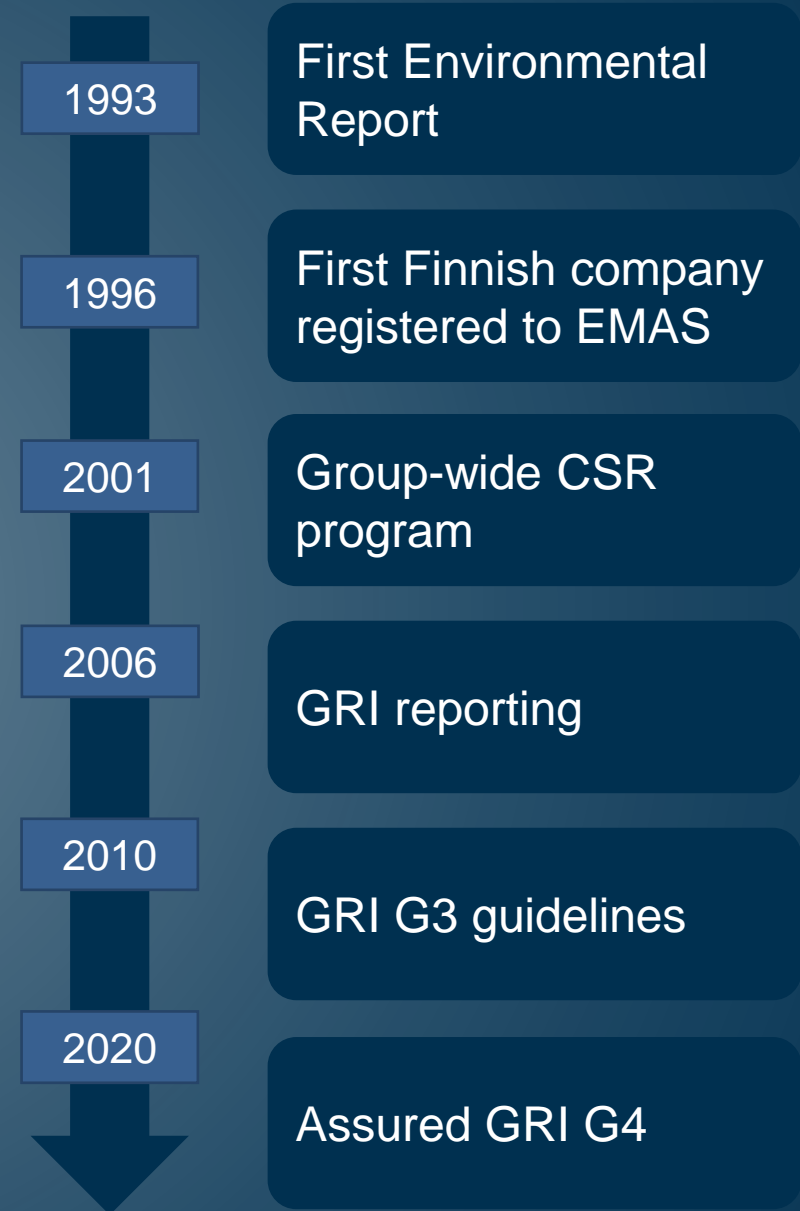 1993
First Environmental
Report
1996
First Finnish company
registered to EMAS
2001
Group-wide CSR
program
2006
GRI reporting
2010
GRI G3 guidelines
2020
Assured GRI G4